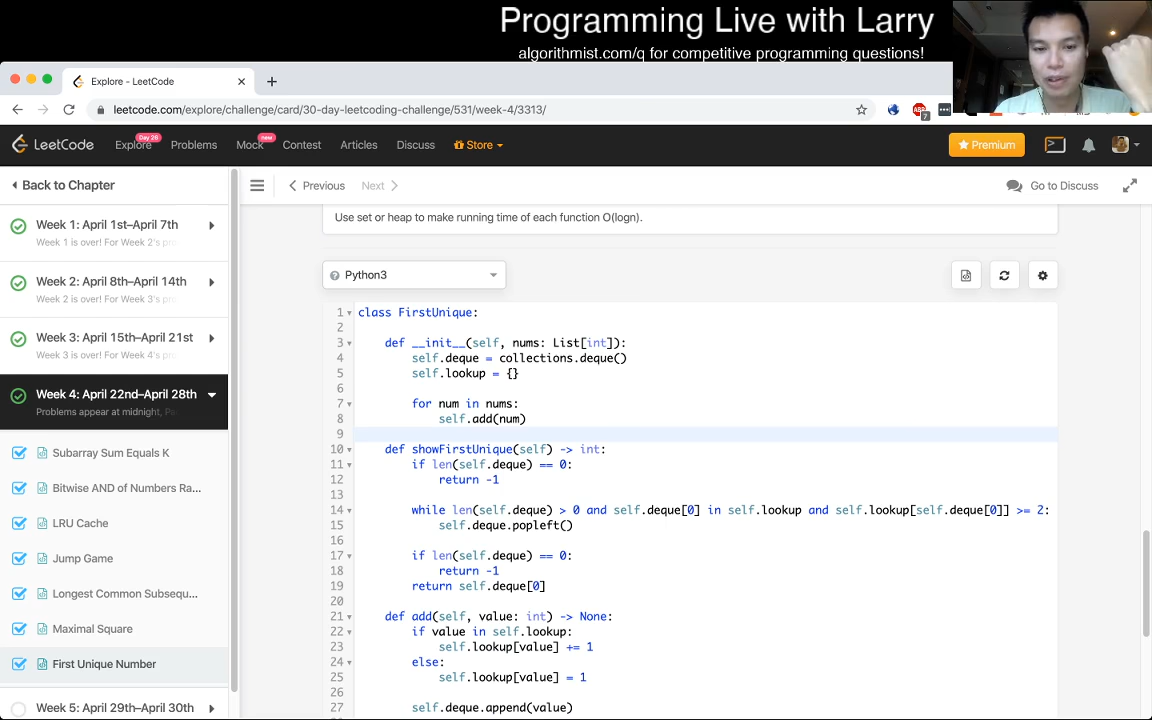 Programming Live with Larry
algorithmist.com/q for competitive programming questions!
Explore - LeetCode
leetcode.com/explore/challenge/card/30-day-leetcoding-challenge/531/week-4/3313/
7
LeetCode
Explore
Day 28
Problems
Mock
new
Contest
Articles
Discuss
Store
Premium
Back to Chapter
Previous
Next
Go to Discuss
Week 1: April 1st–April 7th
Week 1 is over! For Week 2's
Week 2: April 8th–April 14th
Week 2 is over! For Week 3's
Week 3: April 15th–April 21st
Week 3 is over! For Week 4's
Week 4: April 22nd–April 28th
Problems appear at midnight,
Subarray Sum Equals K
Bitwise AND of Numbers Ra...
LRU Cache
Jump Game
Longest Common Subsequ...
Maximal Square
First Unique Number
Week 5: April 29th–April 30th
Use set or heap to make running time of each function O(logn).
Python3
1 class FirstUnique:
2
3     def __init__(self, nums: List[int]):
4         self.deque = collections.deque()
5         self.lookup = {}
6
7         for num in nums:
8             self.add(num)
9
10     def showFirstUnique(self) -> int:
11         if len(self.deque) == 0:
12             return -1
13
14         while len(self.deque) > 0 and self.deque[0] in self.lookup and self.lookup[self.deque[0]] >= 2:
15             self.deque.popleft()
16
17         if len(self.deque) == 0:
18             return -1
19         return self.deque[0]
20
21     def add(self, value: int) -> None:
22         if value in self.lookup:
23             self.lookup[value] += 1
24         else:
25             self.lookup[value] = 1
26
27         self.deque.append(value)